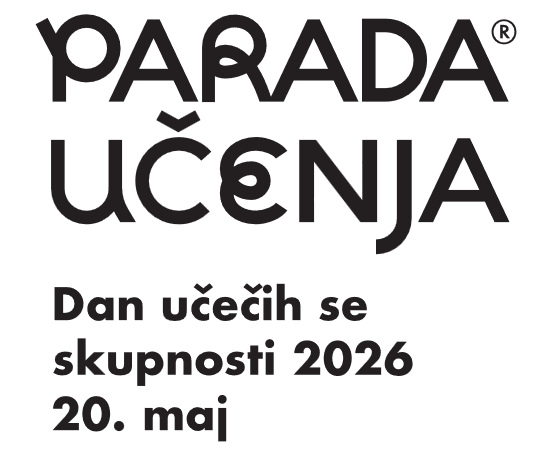 PARADA®
UČENJA
Dan učečih se
skupnosti 2026
20. maj